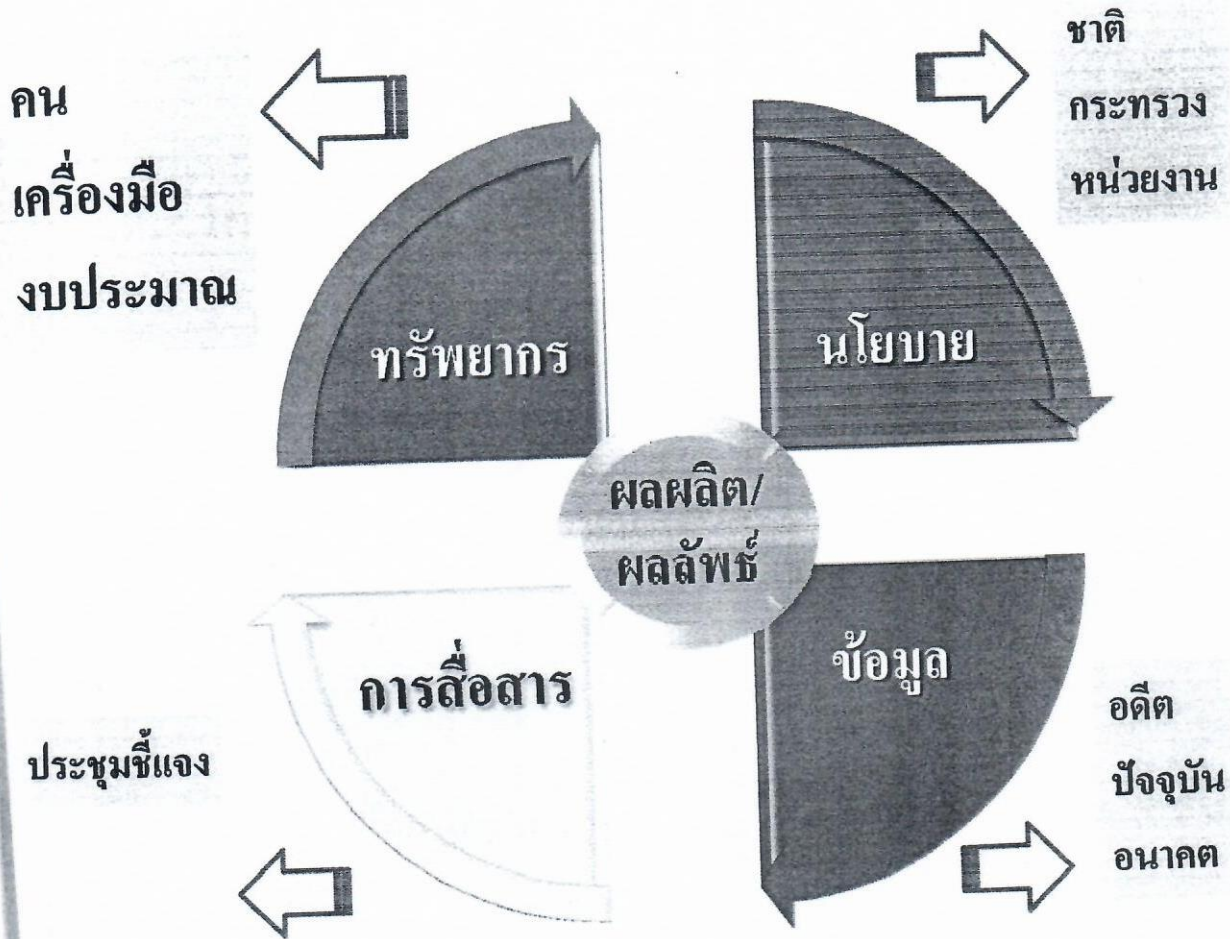 คน
เครื่องมือ
งบประมาณ
ทรัพยากร
ชาติ
กระทรวง
หน่วยงาน
นโยบาย
ผลผลิต/
ผลลัพธ์
การสื่อสาร
ประชุมชี้แจง
ข้อมูล
อดีต
ปัจจุบัน
อนาคต